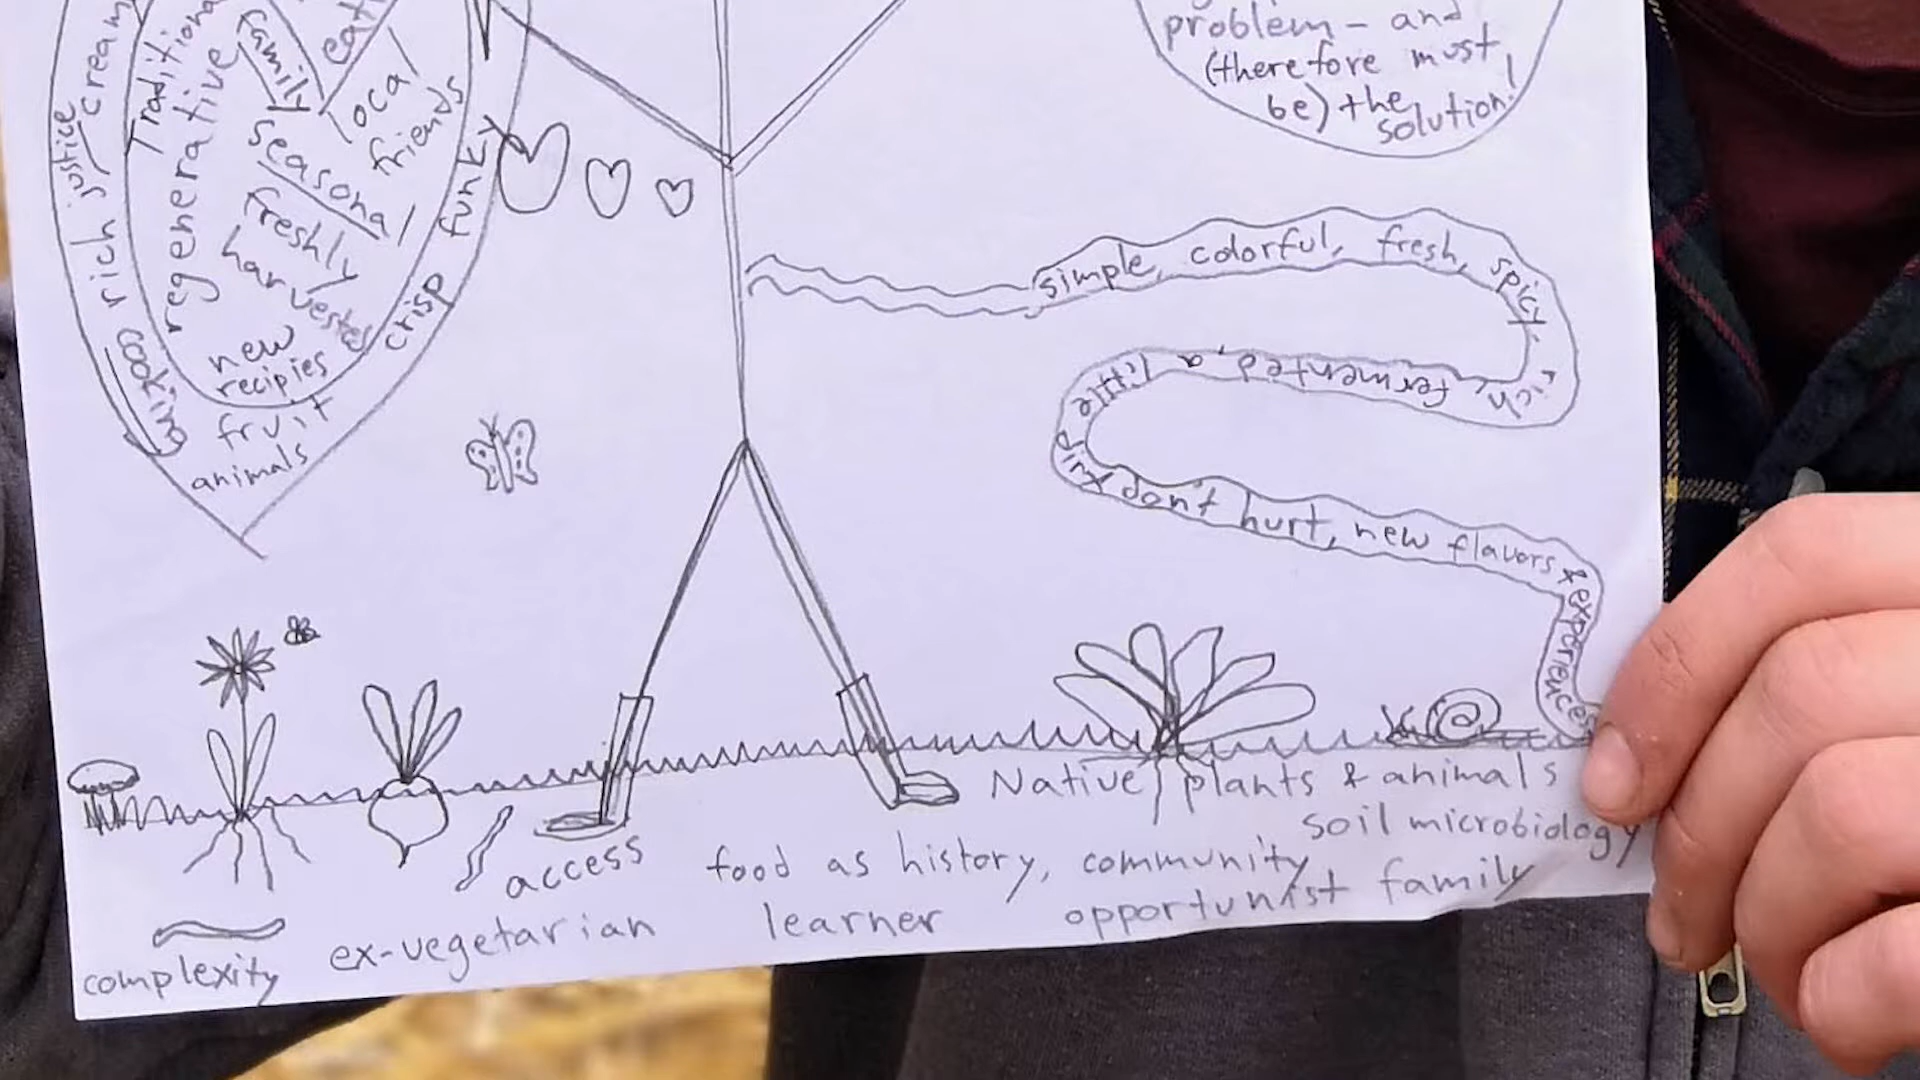 problem - and
(therefore must
be) the
solution!
justice
creamy
rich
cooking
Traditional
regenerative
family
eat
local
friends
seasonal
freshly
harvested
new
recipies
funky
crisp
fruit
animals
simple, colorful, fresh, spicy, rich, fermented, a little dirt don't hurt, new flavors & experiences
Native plants & animals
soil microbiology
access
food as history, community
family
complexity
ex-vegetarian
learner
opportunist